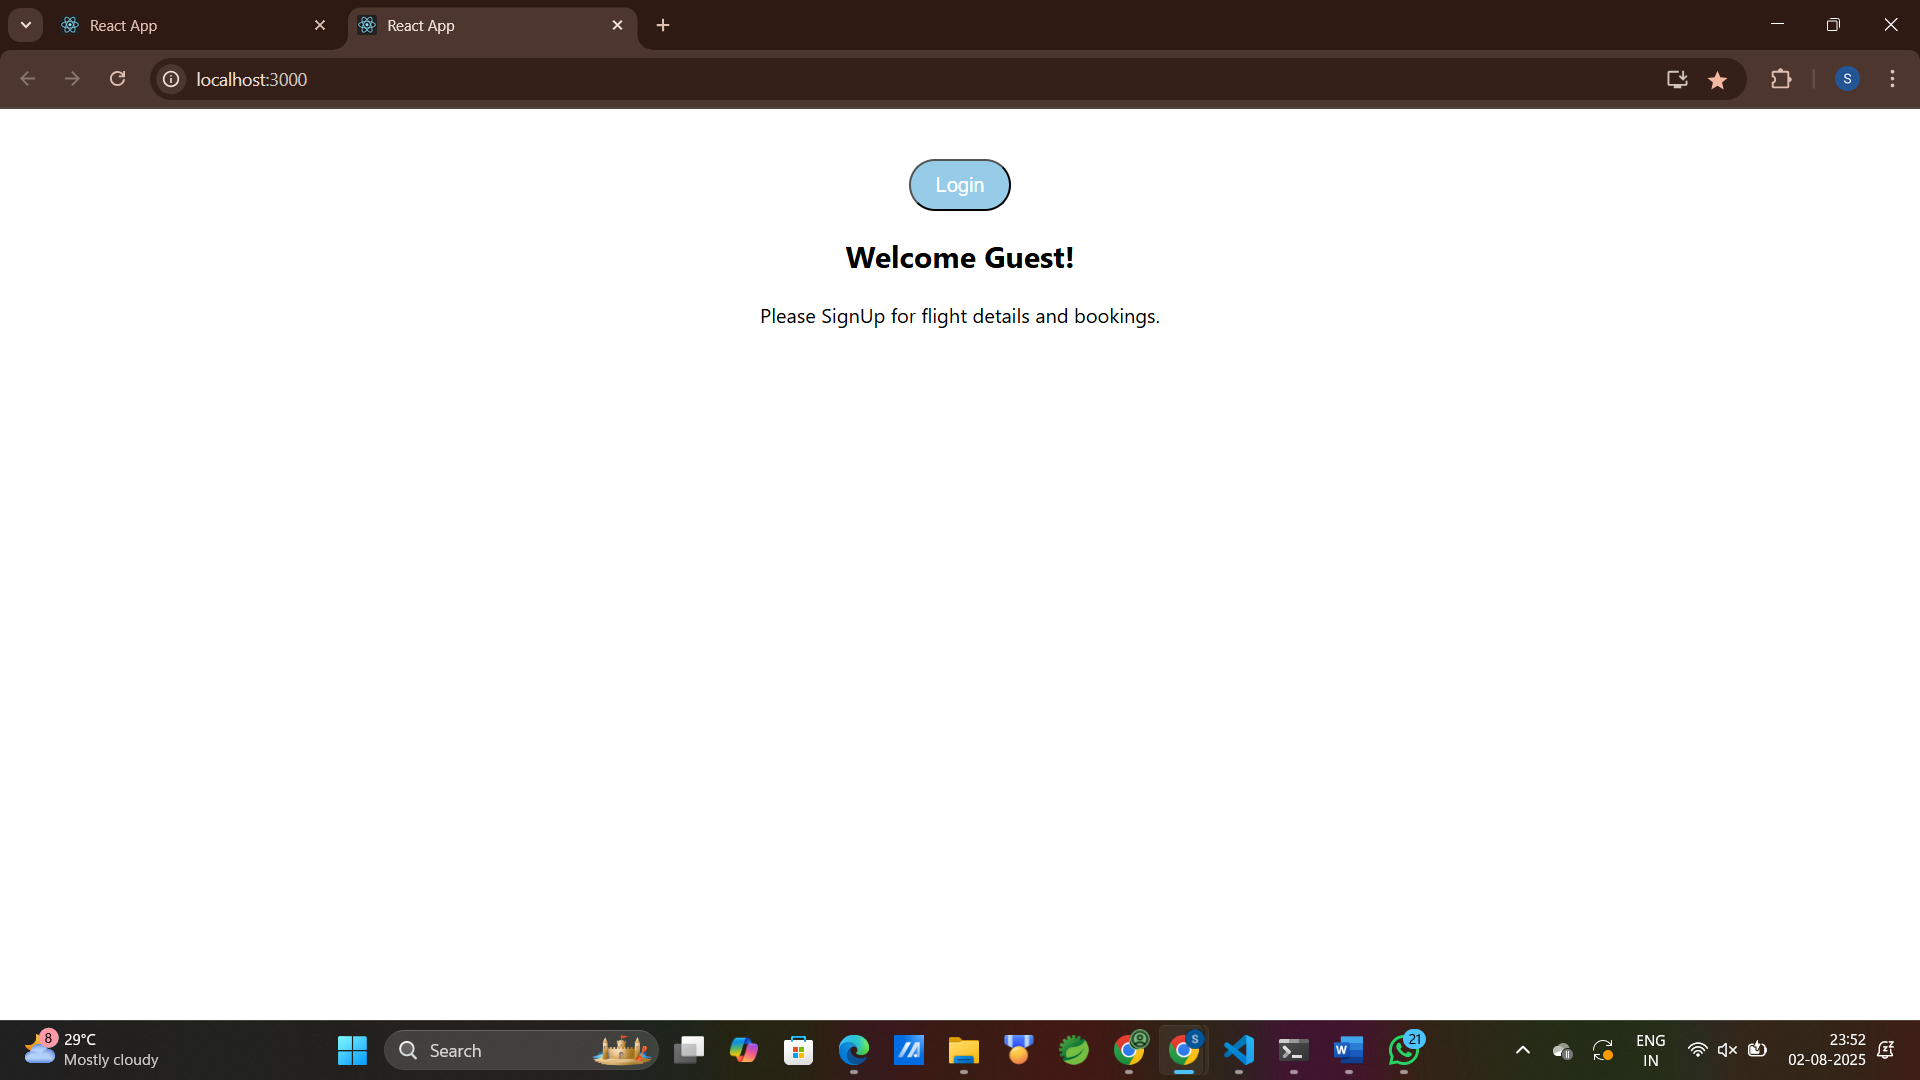 React App
React App
localhost:3000
S
Login
Welcome Guest!
Please SignUp for flight details and bookings.
8
29°C
Mostly cloudy
Search
S
W
21
ENG
IN
23:52
02-08-2025